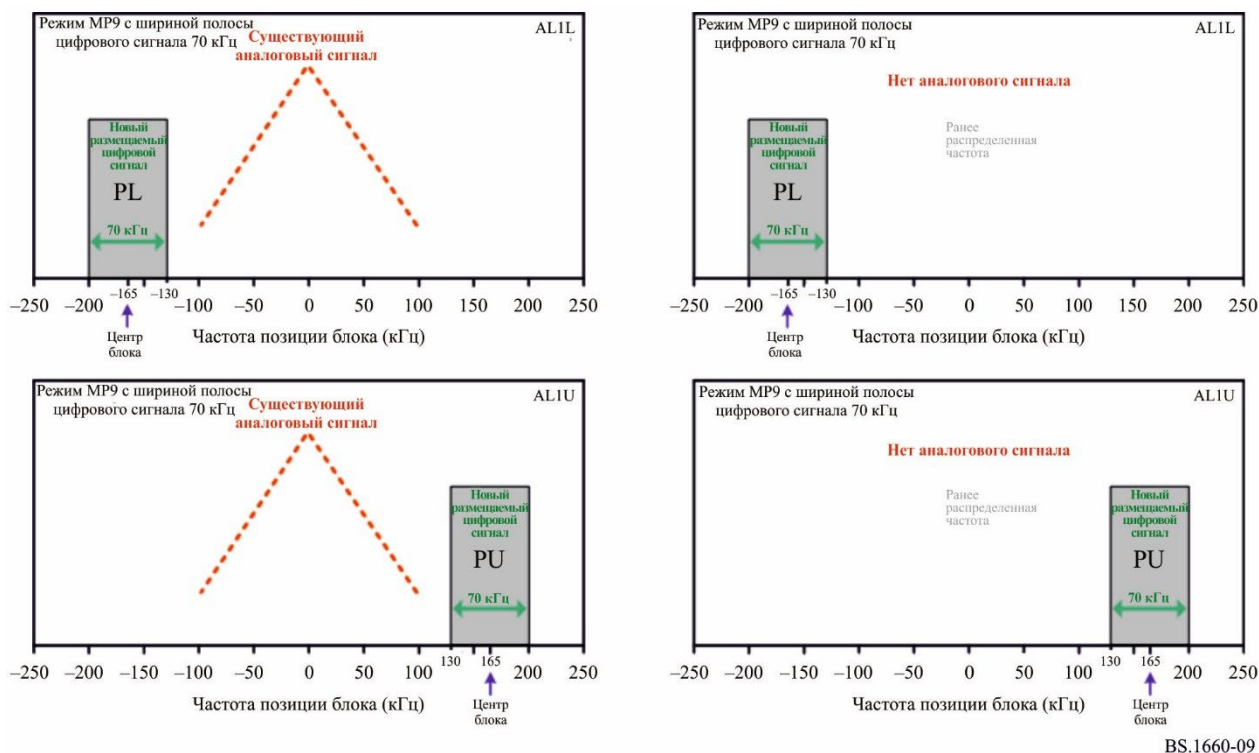 Режим MP9 с шириной полосы
цифрового сигнала 70 кГц
AL1L
Существующий
аналоговый сигнал
Новый
размещаемый
цифровой
сигнал
PL
70 кГц
–250 –200 –150 –100 –50 0 50 100 150 200 250
–165 –130
Центр
блока
Частота позиции блока (кГц)
Режим MP9 с шириной полосы
цифрового сигнала 70 кГц
AL1L
Нет аналогового сигнала
Ранее
распределенная
частота
Новый
размещаемый
цифровой
сигнал
PL
70 кГц
–250 –200 –100 –50 0 50 100 150 200 250
–165 –130
Центр
блока
Частота позиции блока (кГц)
Режим MP9 с шириной полосы
цифрового сигнала 70 кГц
AL1U
Существующий
аналоговый сигнал
Новый
размещаемый
цифровой
сигнал
PU
70 кГц
–250 –200 –150 –100 –50 0 50 100 200 250
130 165
Центр
блока
Частота позиции блока (кГц)
Режим MP9 с шириной полосы
цифрового сигнала 70 кГц
AL1U
Нет аналогового сигнала
Ранее
распределенная
частота
Новый
размещаемый
цифровой
сигнал
PU
70 кГц
–250 –200 –150 –100 –50 0 50 100 200 250
130 165
Центр
блока
Частота позиции блока (кГц)
BS.1660-09